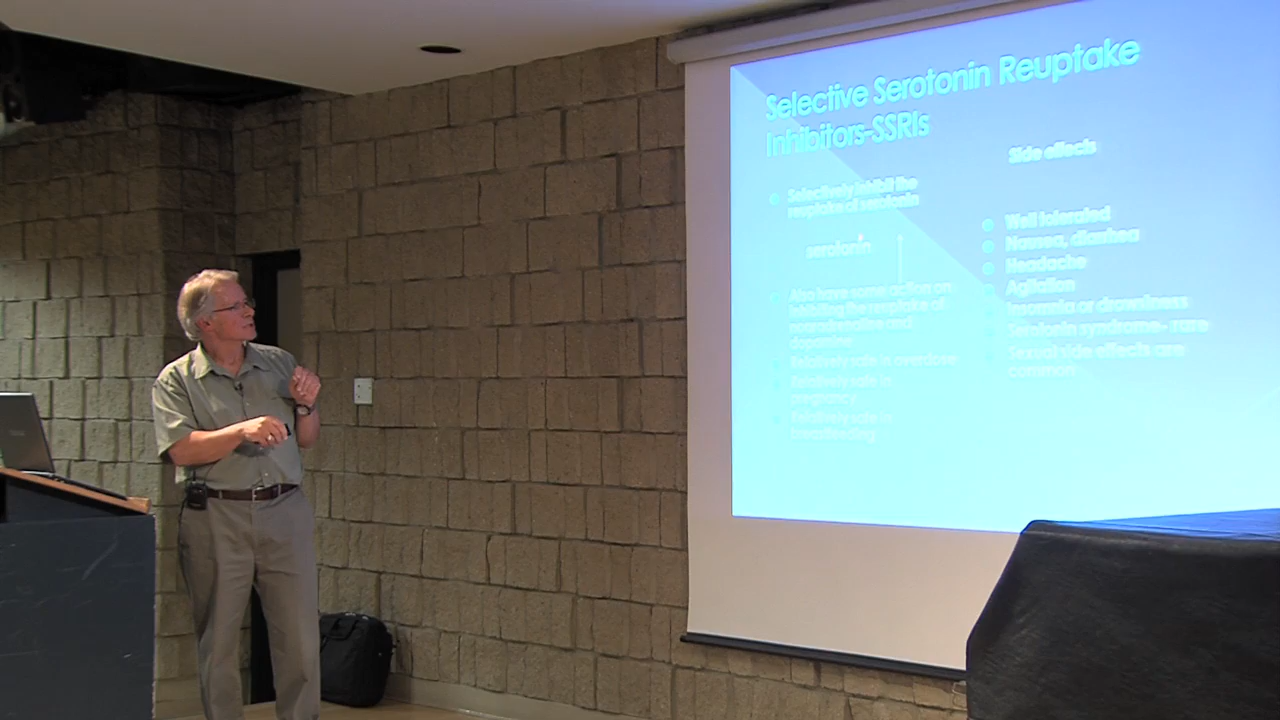 Selective Serotonin Reuptake
Inhibitors-SSRIs
Selectively inhibit the
reuptake of serotonin
serotonin
Also have some action on
inhibiting the reuptake of
noradrenaline and
dopamine
Relatively safe in overdose
Relatively safe in
pregnancy
Relatively safe in
breastfeeding
Side effects
Well tolerated
Nausea, diarrhea
Headache
Agitation
Insomnia or drowsiness
Serotonin syndrome- rare
Sexual side effects are
common